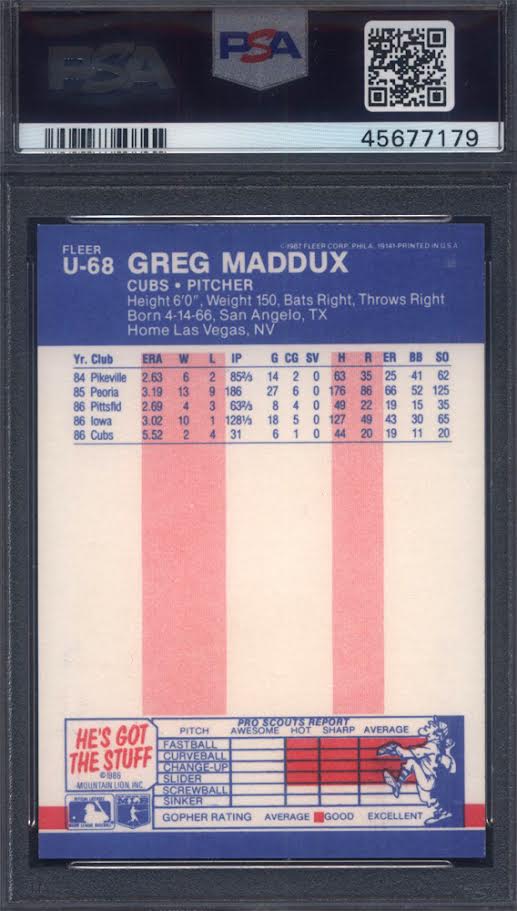 PSA
PSA
45677179
FLEER
U-68 GREG MADDUX
©1987 FLEER CORP., PHILA., 19141-PRINTED IN U.S.A.
CUBS • PITCHER
Height 6'0", Weight 150, Bats Right, Throws Right
Born 4-14-66, San Angelo, TX
Home Las Vegas, NV
Yr. Club ERA W L IP G CG SV H R ER BB SO
84 Pikeville 2.63 6 2 85⅔ 14 2 0 63 35 25 41 62
85 Peoria 3.19 13 9 186 27 6 0 176 86 66 52 125
86 Pittsfld 2.69 4 3 63⅔ 8 4 0 49 22 19 15 35
86 Iowa 3.02 10 1 128⅓ 18 5 0 127 49 43 30 65
86 Cubs 5.52 2 4 31 6 1 0 44 20 19 11 20
HE'S GOT
THE STUFF
©1986
MOUNTAIN LION, INC.
PRO SCOUTS REPORT
PITCH AWESOME HOT SHARP AVERAGE
FASTBALL
CURVEBALL
CHANGE-UP
SLIDER
SCREWBALL
SINKER
GOPHER RATING AVERAGE GOOD EXCELLENT